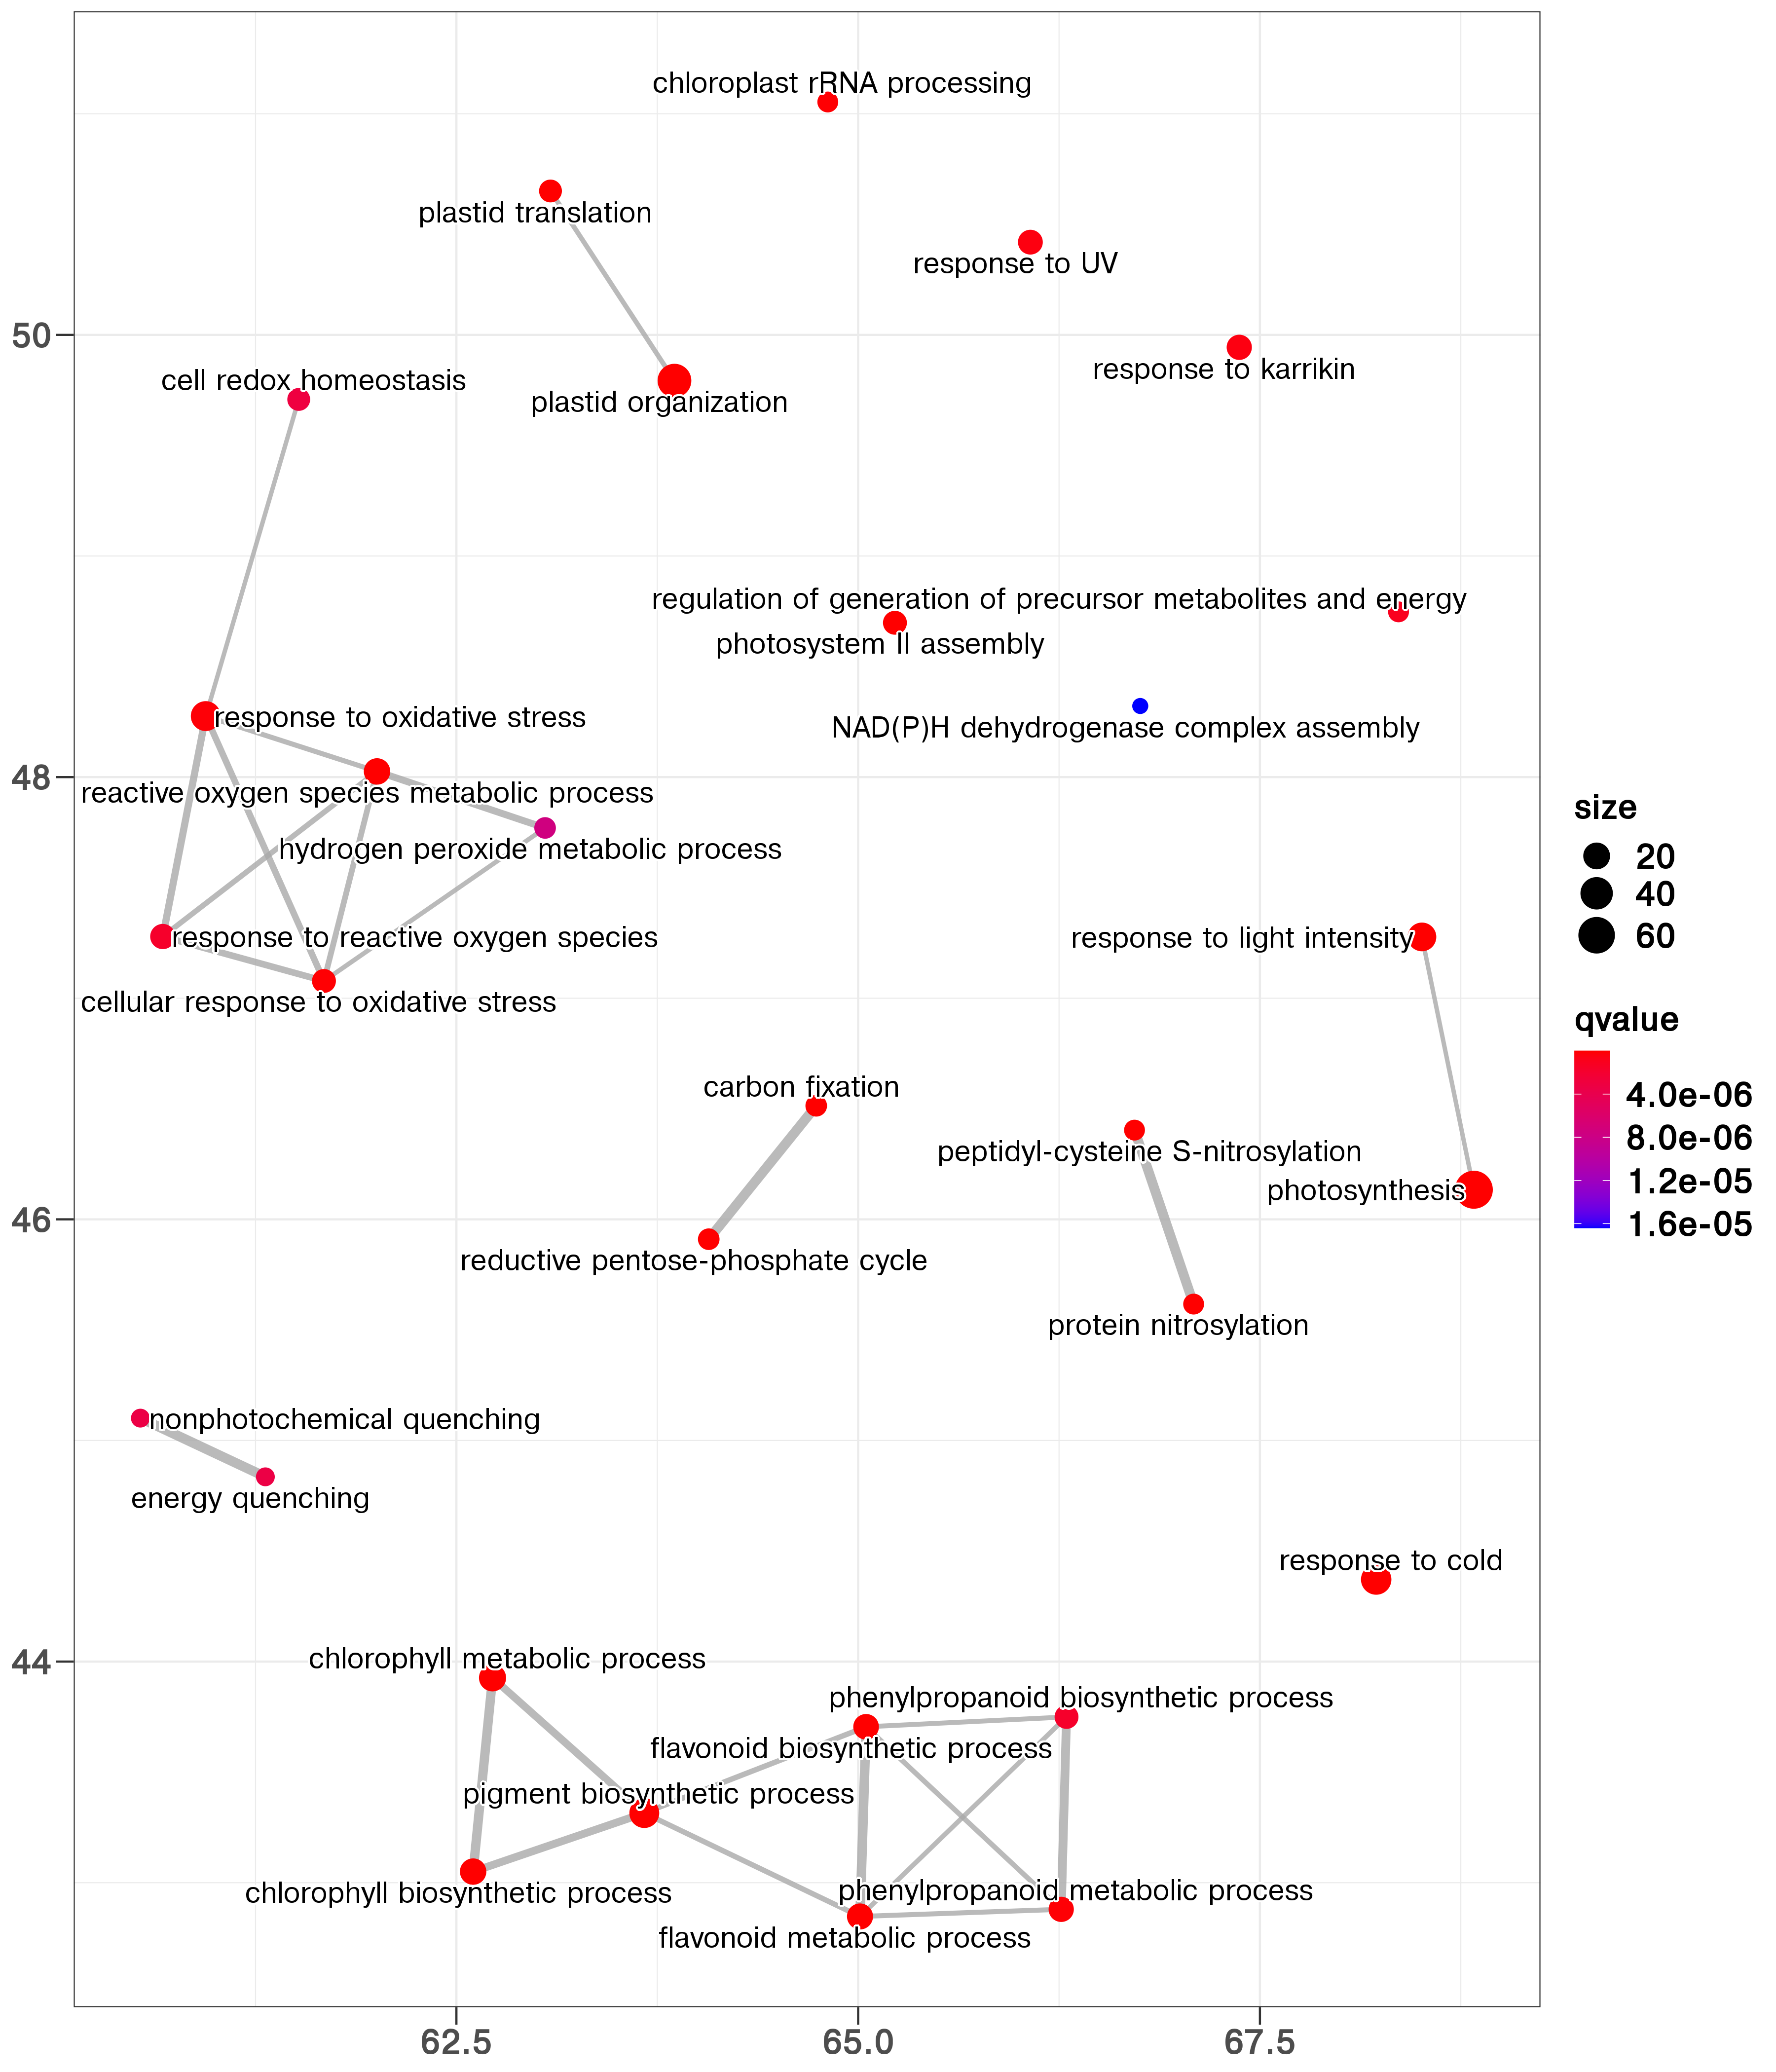 chloroplast rRNA processing
plastid translation
response to UV
50
response to karrikin
cell redox homeostasis
plastid organization
regulation of generation of precursor metabolites and energy
photosystem II assembly
response to oxidative stress
NAD(P)H dehydrogenase complex assembly
48
reactive oxygen species metabolic process
hydrogen peroxide metabolic process
response to reactive oxygen species
response to light intensity
cellular response to oxidative stress
carbon fixation
peptidyl-cysteine S-nitrosylation
photosynthesis
46
reductive pentose-phosphate cycle
protein nitrosylation
nonphotochemical quenching
energy quenching
response to cold
44
chlorophyll metabolic process
phenylpropanoid biosynthetic process
flavonoid biosynthetic process
pigment biosynthetic process
chlorophyll biosynthetic process
phenylpropanoid metabolic process
flavonoid metabolic process
62.5
65.0
67.5
size
20
40
60
qvalue
4.0e-06
8.0e-06
1.2e-05
1.6e-05